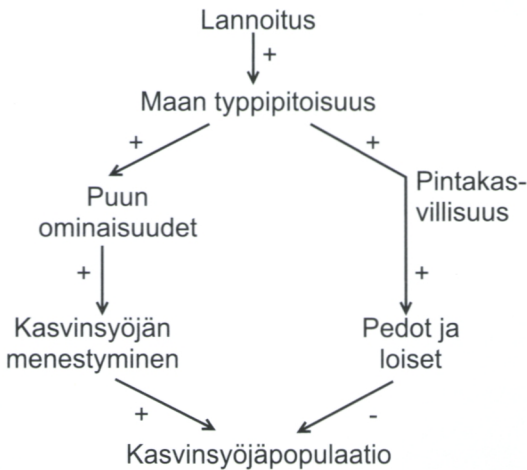 Lannoitus
+
Maan typpipitoisuus
+
+
Puun
ominaisuudet
Pintakas-
villisuus
+
+
Kasvinsyöjän
menestyminen
Pedot ja
loiset
+
-
Kasvinsyöjäpopulaatio